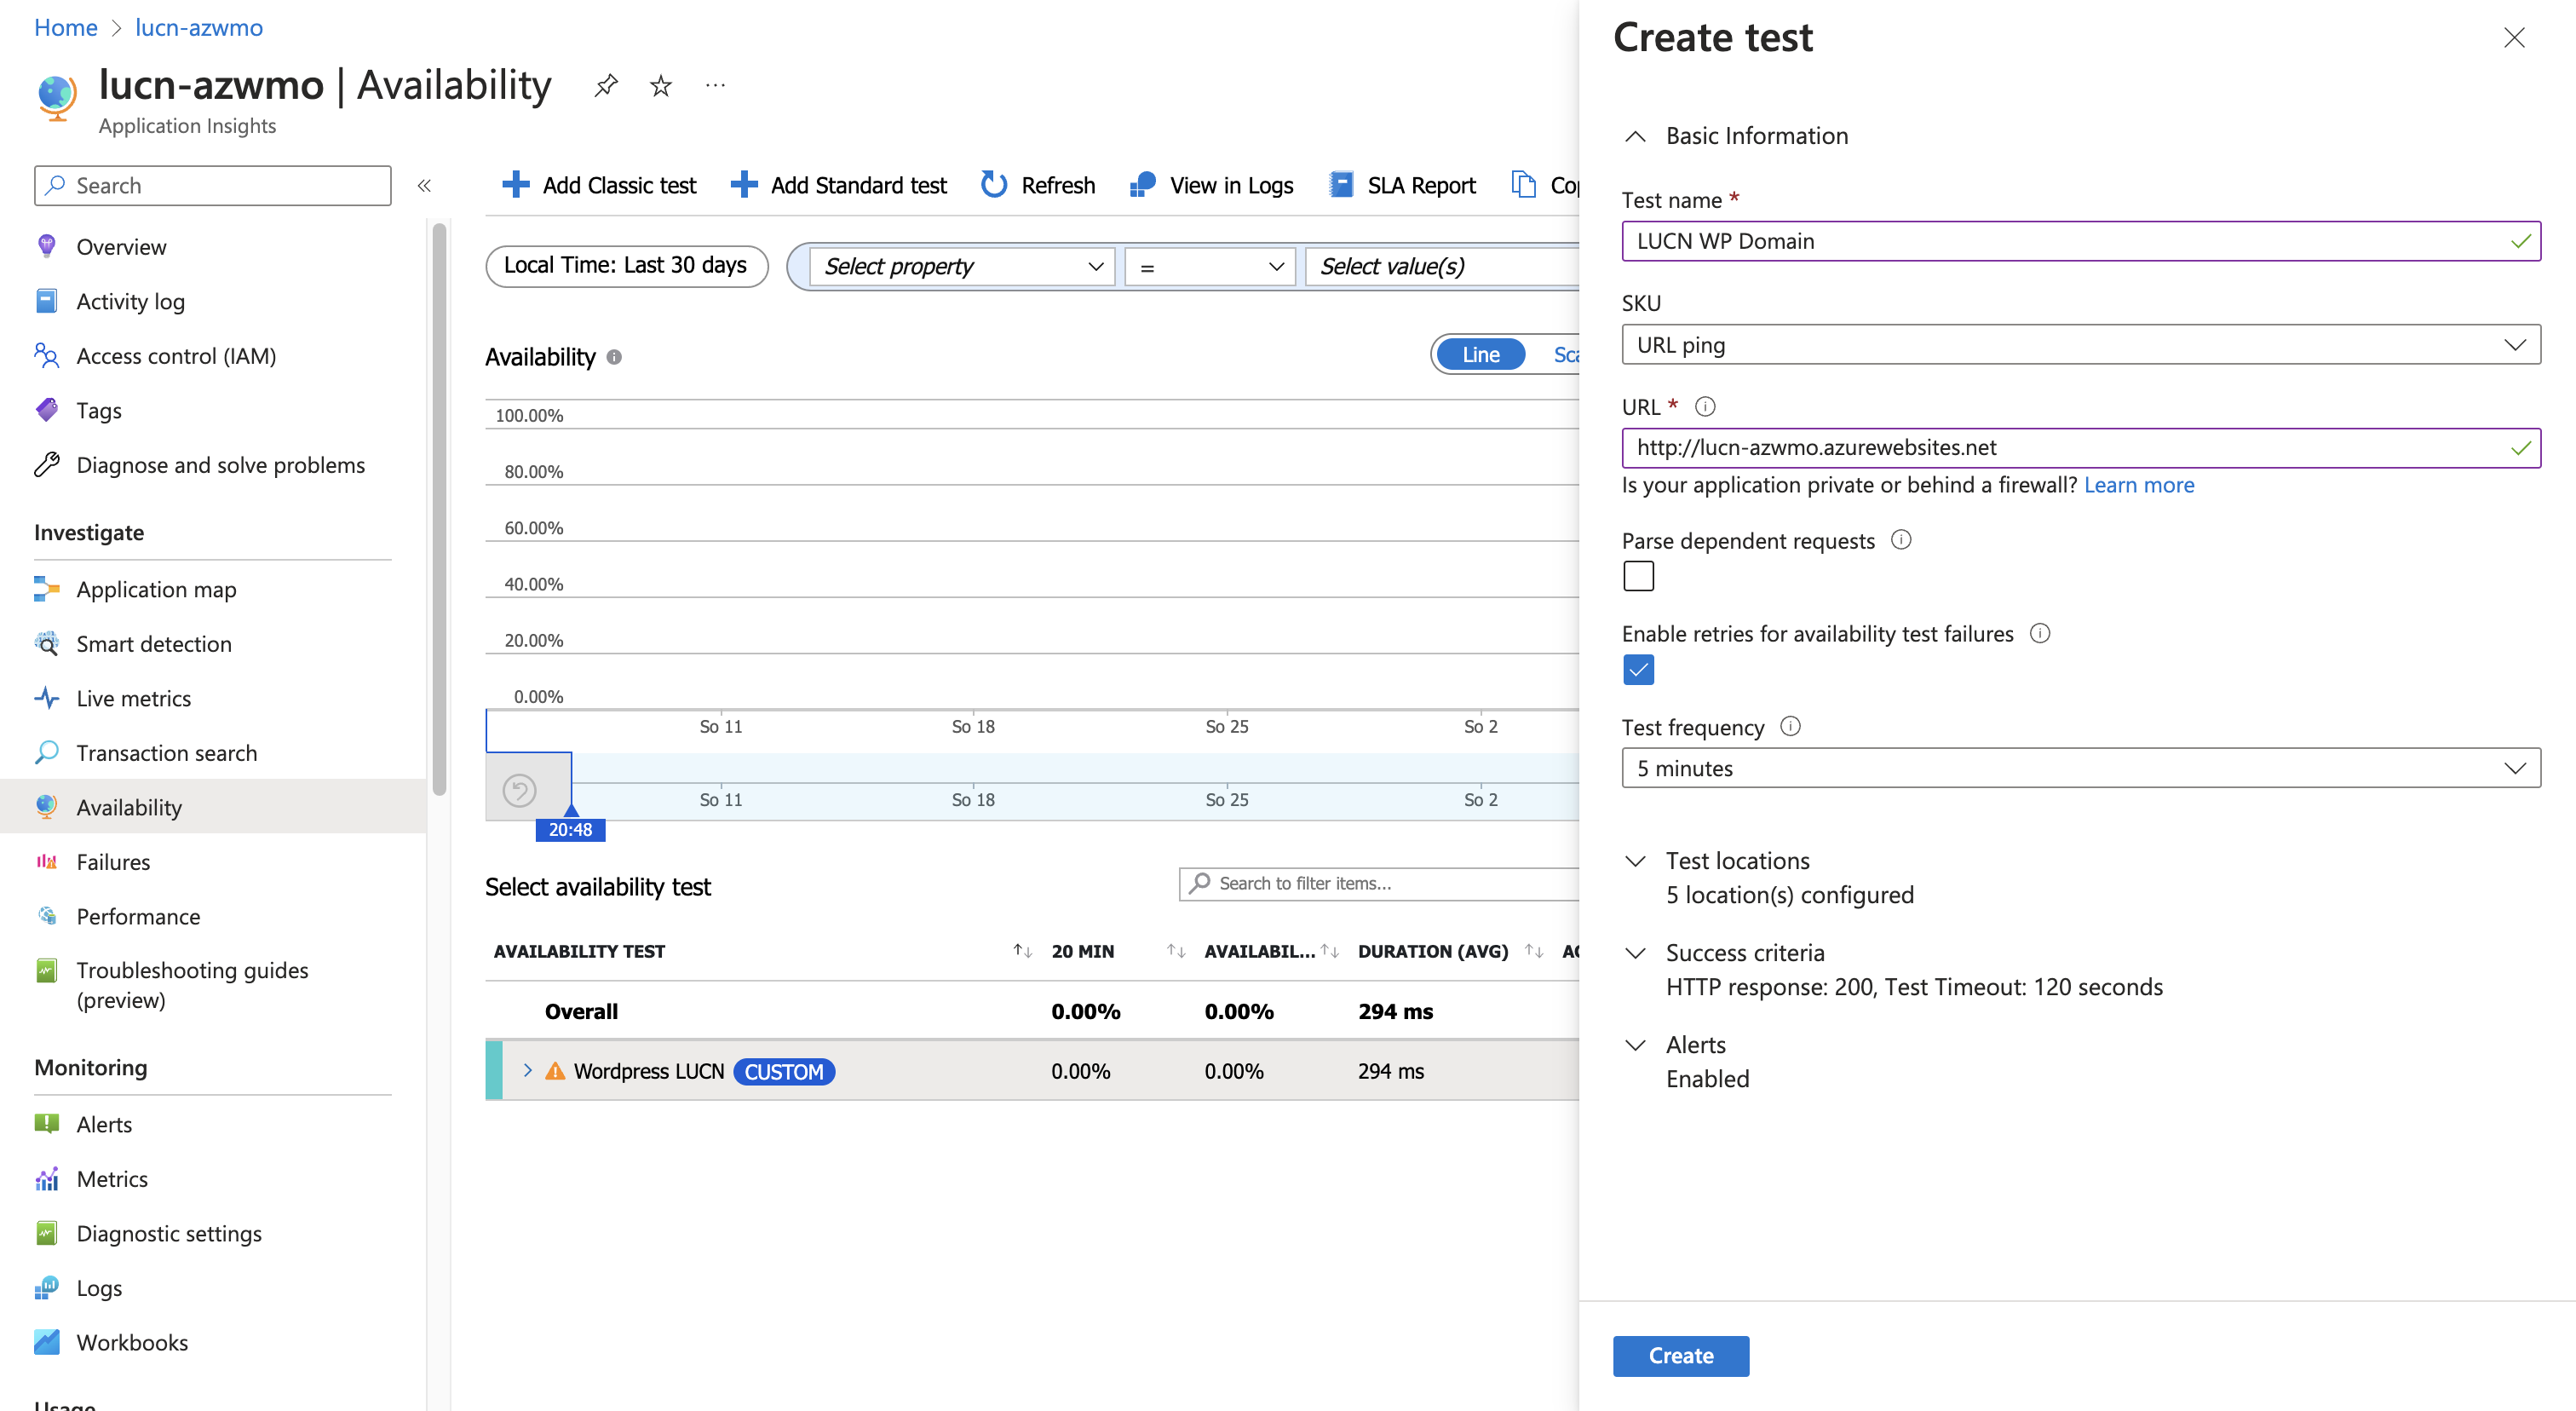 Home > lucn-azwmo
lucn-azwmo | Availability
Application Insights
Search
Overview
Activity log
Access control (IAM)
Tags
Diagnose and solve problems
Investigate
Application map
Smart detection
Live metrics
Transaction search
Availability
Failures
Performance
Troubleshooting guides
(preview)
Monitoring
Alerts
Metrics
Diagnostic settings
Logs
Workbooks
Usage
Add Classic test Add Standard test Refresh View in Logs SLA Report Cop
Local Time: Last 30 days Select property = Select value(s)
Availability Line Sca
100.00%
80.00%
60.00%
40.00%
20.00%
0.00%
So 11 So 18 So 25 So 2
So 11 So 18 So 25 So 2
20:48
Select availability test Search to filter items...
AVAILABILITY TEST 20 MIN AVAILABIL... DURATION (AVG) AC
Overall 0.00% 0.00% 294 ms
Wordpress LUCN CUSTOM 0.00% 0.00% 294 ms
Create test
Basic Information
Test name *
LUCN WP Domain
SKU
URL ping
URL *
http://lucn-azwmo.azurewebsites.net
Is your application private or behind a firewall? Learn more
Parse dependent requests
Enable retries for availability test failures
Test frequency
5 minutes
Test locations
5 location(s) configured
Success criteria
HTTP response: 200, Test Timeout: 120 seconds
Alerts
Enabled
Create